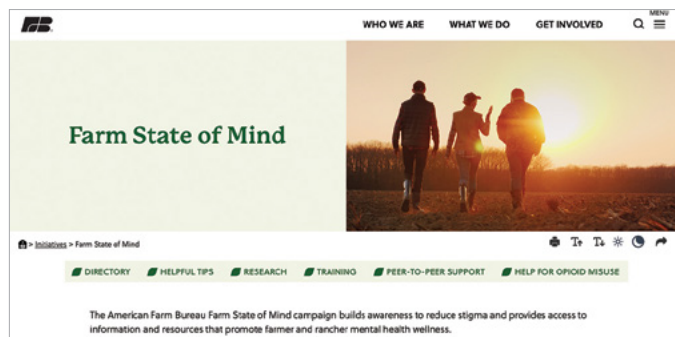 FB
MENU
WHO WE ARE WHAT WE DO GET INVOLVED
Farm State of Mind
> Initiatives > Farm State of Mind
DIRECTORY HELPFUL TIPS RESEARCH TRAINING PEER-TO-PEER SUPPORT HELP FOR OPIOID MISUSE
The American Farm Bureau Farm State of Mind campaign builds awareness to reduce stigma and provides access to
information and resources that promote farmer and rancher mental health wellness.